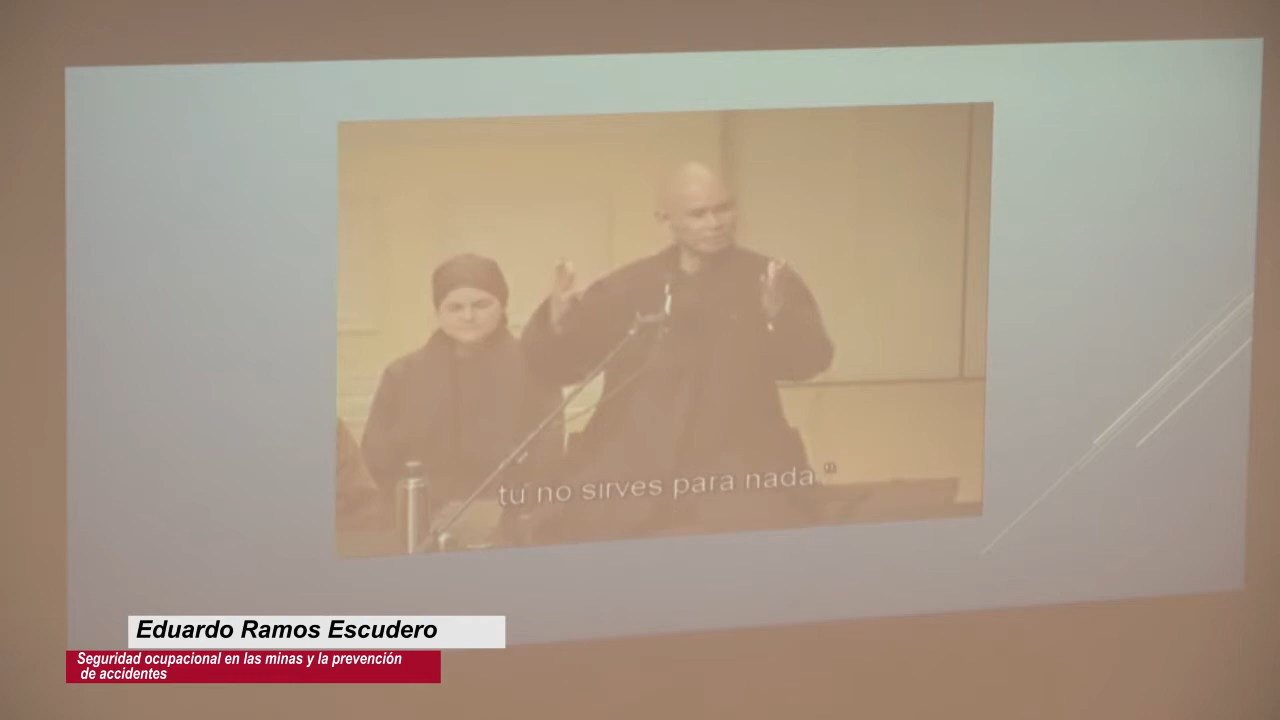 tu no sirves para nada."
Eduardo Ramos Escudero
Seguridad ocupacional en las minas y la prevención
de accidentes